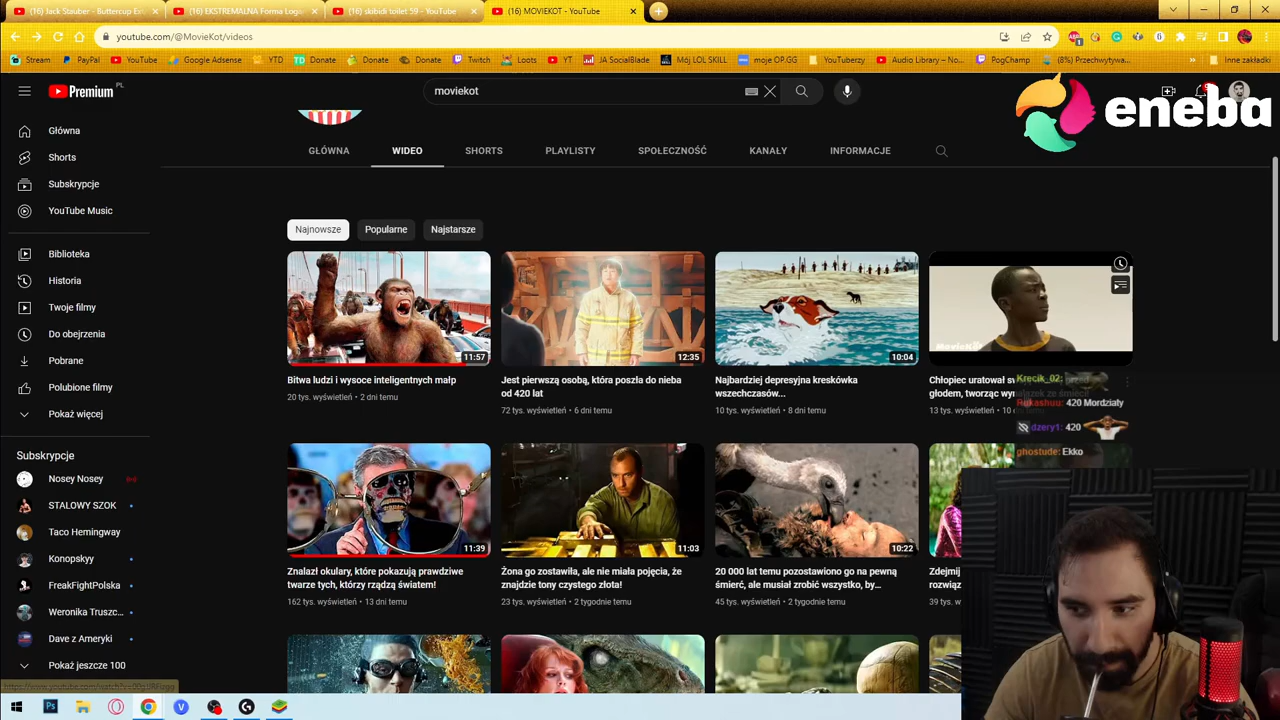 (16) Jack Stauber - Buttercup
(16) EKSTREMALNA Forma
(16) skibidi toilet 59 - YouTube
(16) MOVIEKOT - YouTube
youtube.com/@MovieKot/videos
Stream
PayPal
YouTube
Google Adsense
YTD
Donate
Donate
Donate
Twitch
Loots
YT
JA SocialBlade
Mój LOL SKILL
moje OP.GG
YouTuberzy
Audio Library – No...
PogChamp
(8%) Przechwytywa...
Inne zakładki
Premium PL
moviekot
eneba
Główna
Shorts
Subskrypcje
YouTube Music
Biblioteka
Historia
Twoje filmy
Do obejrzenia
Pobrane
Polubione filmy
Pokaż więcej
Subskrypcje
Nosey Nosey
STALOWY SZOK
Taco Hemingway
Konopskyy
FreakFightPolska
Weronika Truszc...
Dave z Ameryki
Pokaż jeszcze 100
GŁÓWNA
WIDEO
SHORTS
PLAYLISTY
SPOŁECZNOŚĆ
KANAŁY
INFORMACJE
Najnowsze
Popularne
Najstarsze
11:57
Bitwa ludzi i wysoce inteligentnych małp
20 tys. wyświetleń • 2 dni temu
12:35
Jest pierwszą osobą, która poszła do nieba
od 420 lat
72 tys. wyświetleń • 6 dni temu
10:04
Najbardziej depresyjna kreskówka
wszechczasów...
10 tys. wyświetleń • 8 dni temu
MovieKot
Chłopiec uratował
głodem, tworząc
13 tys. wyświetleń
Krecik_02:
Rukashuu: 420 Mordziaty
dzery1: 420
ghostude: Ekko
11:39
Znalazł okulary, które pokazują prawdziwe
twarze tych, którzy rządzą światem!
162 tys. wyświetleń • 13 dni temu
11:03
Żona go zostawiła, ale nie miała pojęcia, że
znajdzie tony czystego złota!
23 tys. wyświetleń • 2 tygodnie temu
10:22
20 000 lat temu pozostawiono go na pewną
śmierć, ale musiał zrobić wszystko, by...
45 tys. wyświetleń • 2 tygodnie temu
Zdejmij
39 tys.